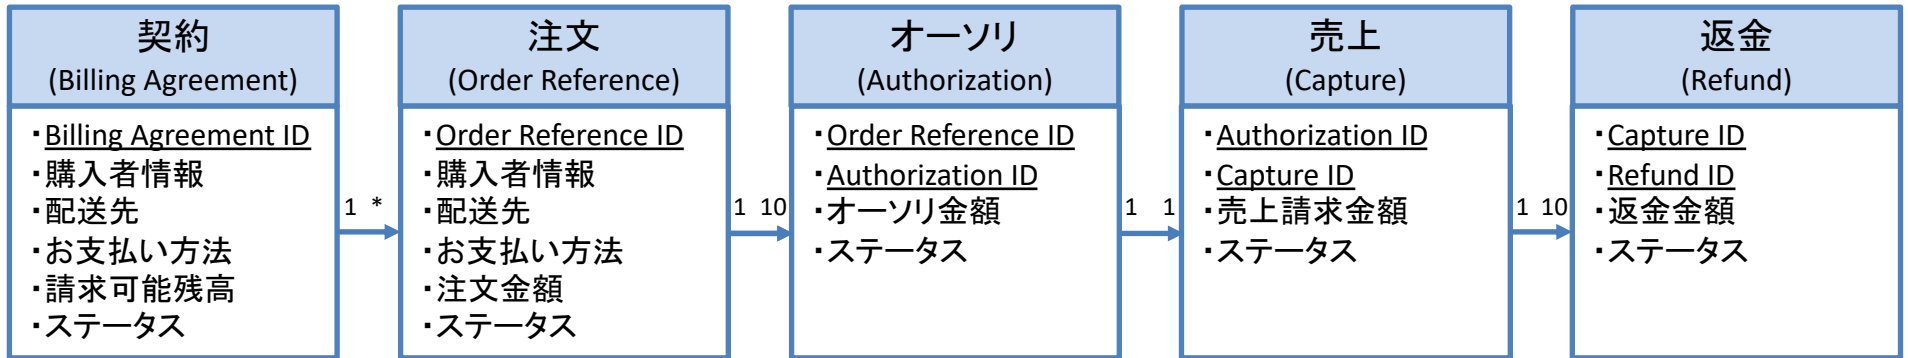 契約
(Billing Agreement)
・Billing Agreement ID
・購入者情報
・配送先
・お支払い方法
・請求可能残高
・ステータス
1 *
注文
(Order Reference)
・Order Reference ID
・購入者情報
・配送先
・お支払い方法
・注文金額
・ステータス
1 10
オーソリ
(Authorization)
・Order Reference ID
・Authorization ID
・オーソリ金額
・ステータス
1 1
売上
(Capture)
・Authorization ID
・Capture ID
・売上請求金額
・ステータス
1 10
返金
(Refund)
・Capture ID
・Refund ID
・返金金額
・ステータス